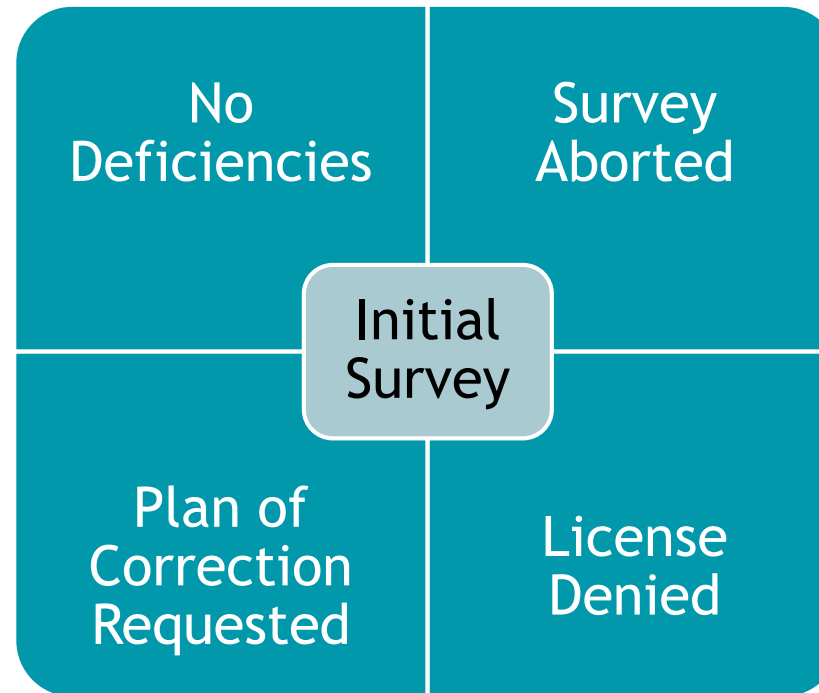 No
Deficiencies
Survey
Aborted
Initial
Survey
Plan of
Correction
Requested
License
Denied